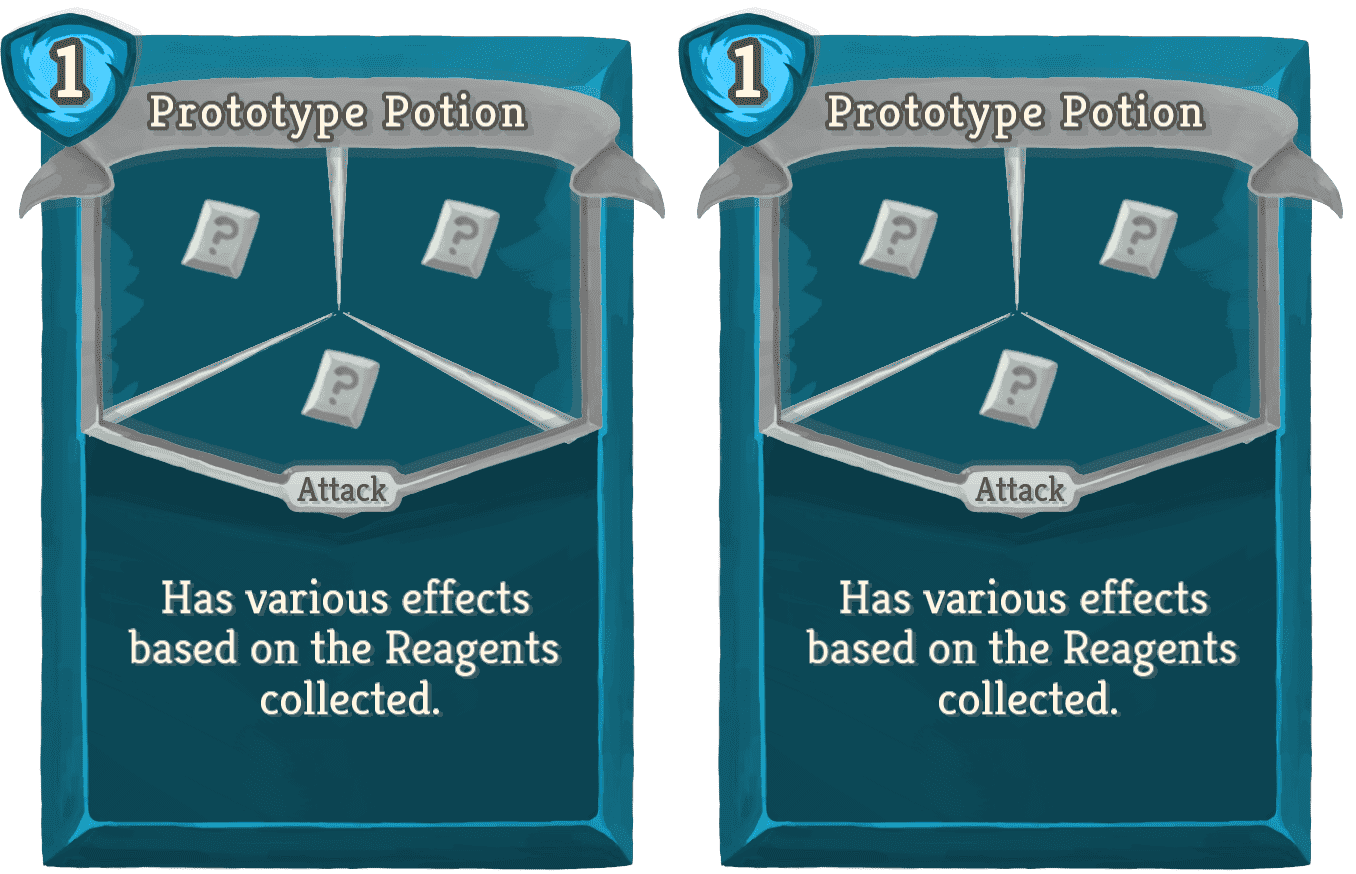 1
Prototype Potion
?
?
?
Attack
Has various effects
based on the Reagents
collected.
1
Prototype Potion
?
?
?
Attack
Has various effects
based on the Reagents
collected.